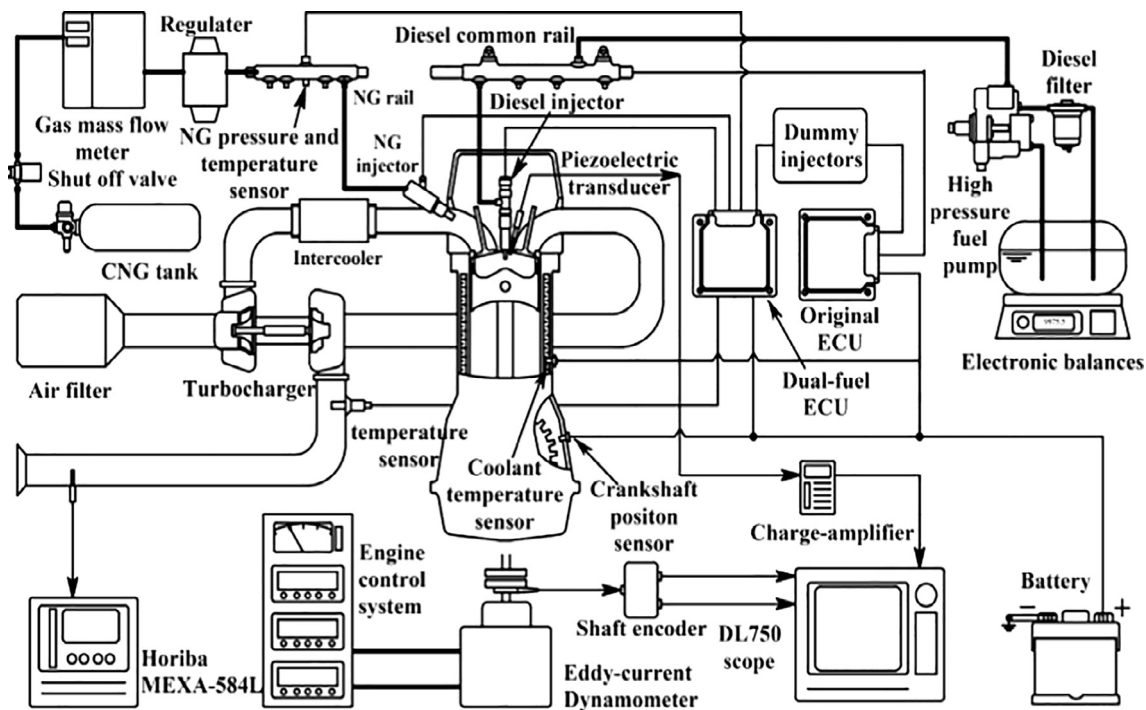 Regulater
Diesel common rail
Diesel
filter
NG rail
Diesel injector
Gas mass flow
meter
Shut off valve
NG pressure and
temperature
sensor
NG
injector
Piezoelectric
transducer
Dummy
injectors
High
pressure
fuel
pump
CNG tank
Intercooler
Original
ECU
Electronic balances
Air filter
Turbocharger
Dual-fuel
ECU
temperature
sensor
Coolant
temperature
sensor
Crankshaft
positon
sensor
Charge-amplifier
Engine
control
system
Battery
- +
Shaft encoder
DL750
scope
Horiba
MEXA-584L
Eddy-current
Dynamometer